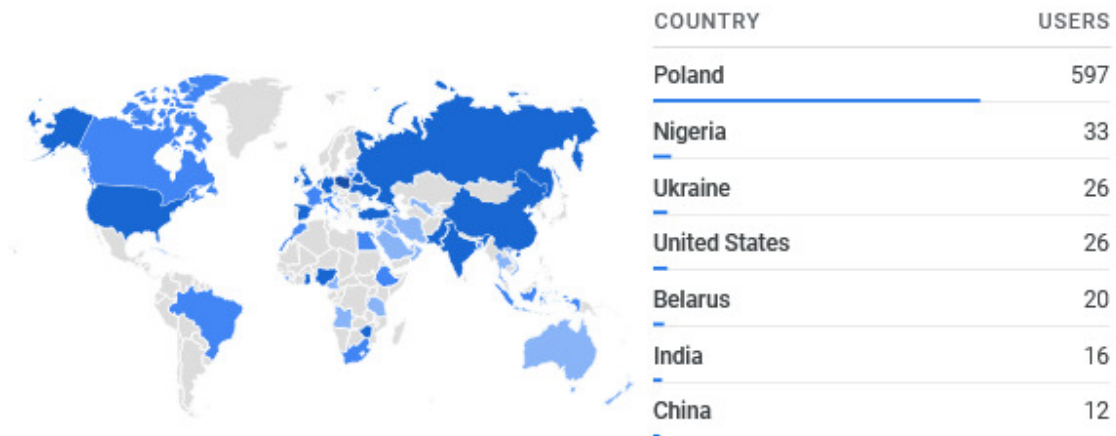 COUNTRY USERS
Poland 597
Nigeria 33
Ukraine 26
United States 26
Belarus 20
India 16
China 12